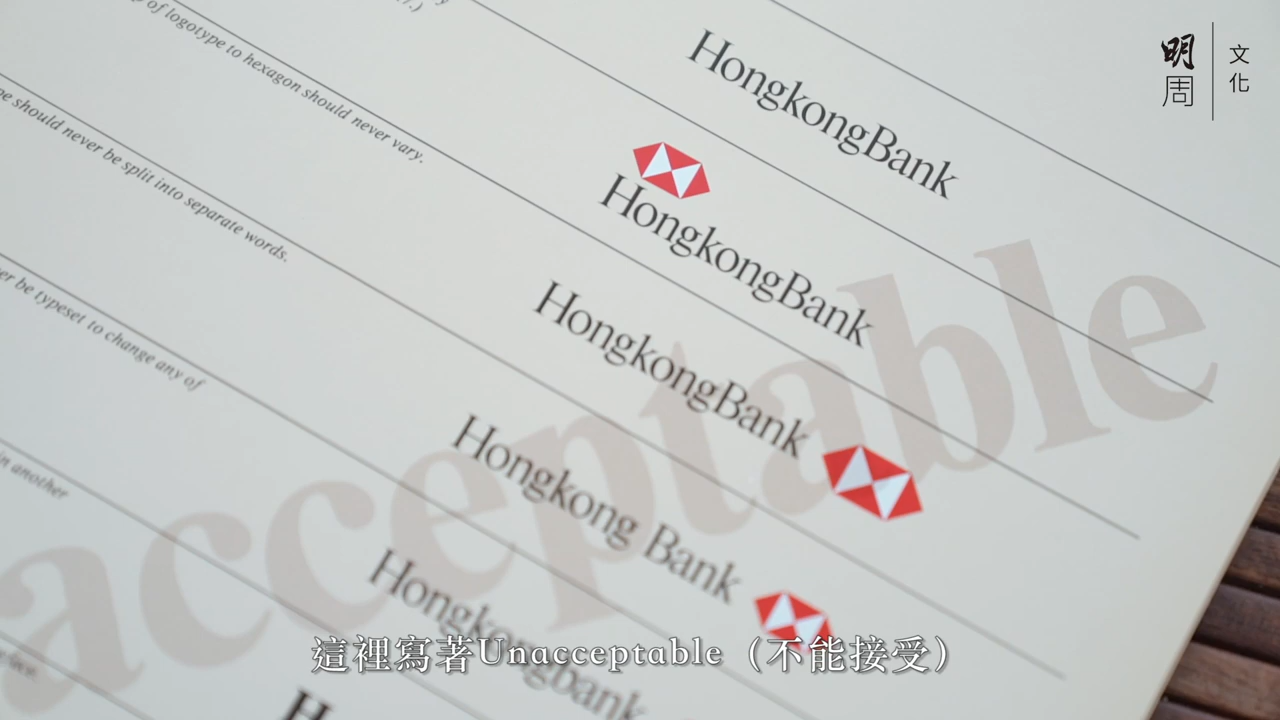 明周
文化
HongkongBank
of logotype to hexagon should never vary.
HongkongBank
should never be split into separate words.
HongkongBank
be typeset to change any of
Hongkong Bank
in another
Hongkongbank
H
acceptable
這裡寫著Unacceptable（不能接受）